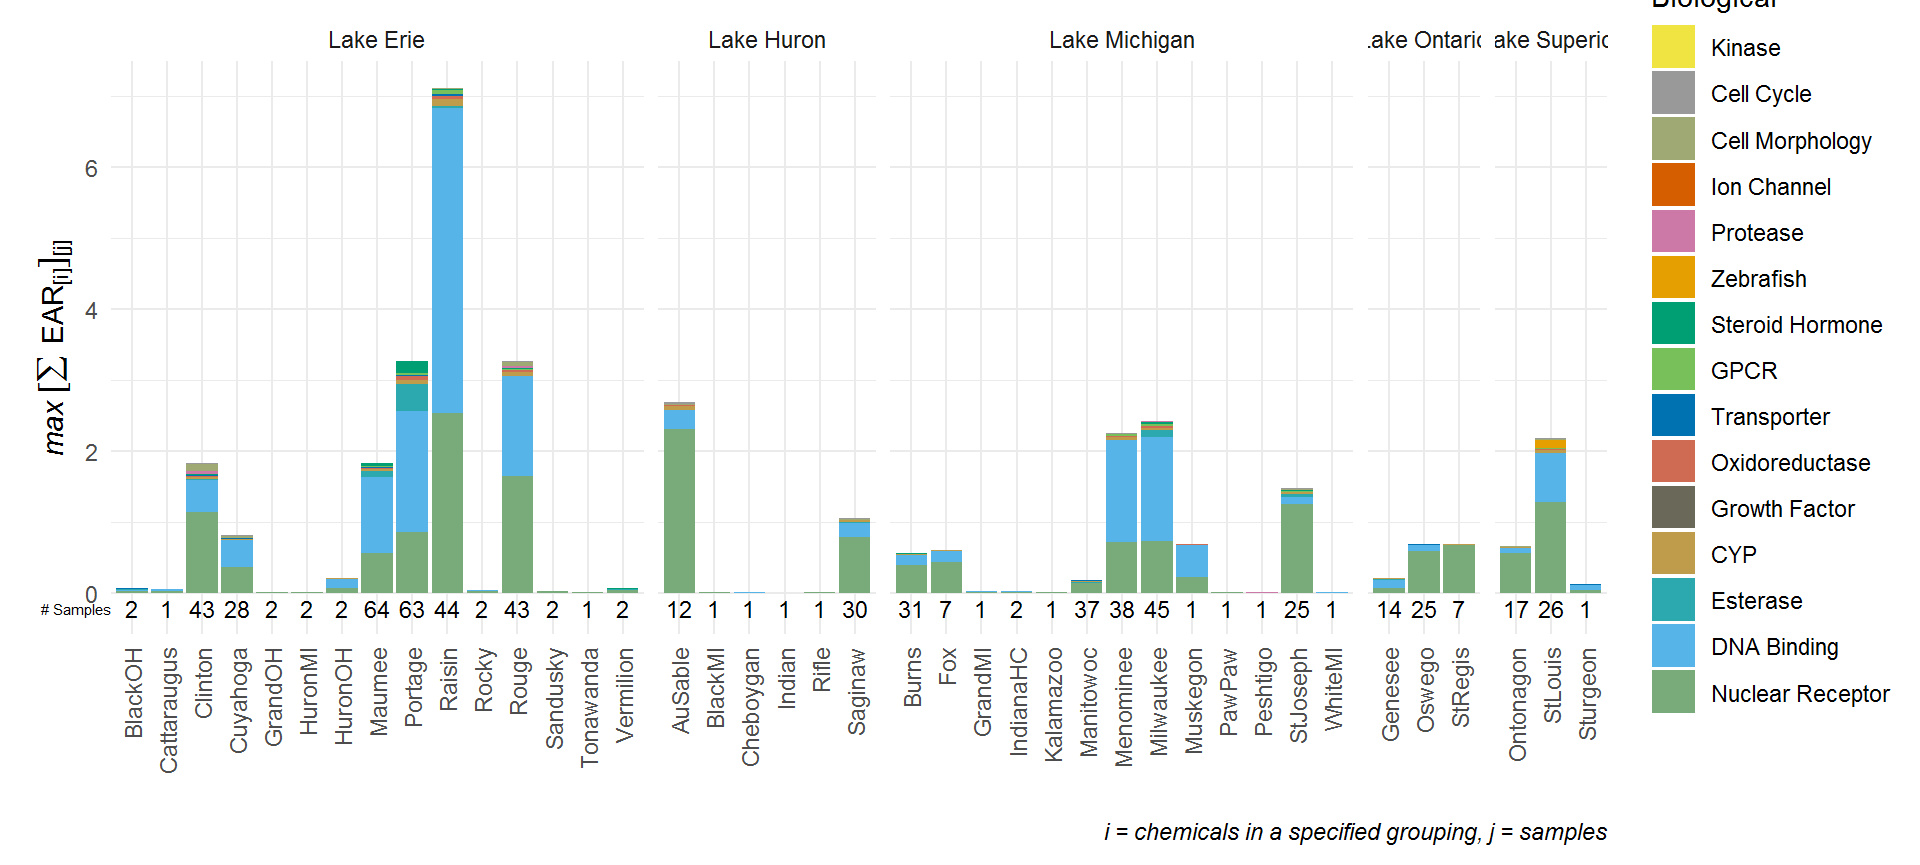 Biological
Lake Erie
Lake Huron
Lake Michigan
ake Ontari
ake Superi
max [∑ EAR[i]][j]
6
4
2
0
# Samples
2 1 43 28 2 2 2 64 63 44 2 43 2 1 2
12 1 1 1 1 30
31 7 1 2 1 37 38 45 1 1 1 25 1
14 25 7
17 26 1
BlackOH
Cattaraugus
Clinton
Cuyahoga
GrandOH
HuronMI
HuronOH
Maumee
Portage
Raisin
Rocky
Rouge
Sandusky
Tonawanda
Vermilion
AuSable
BlackMI
Cheboygan
Indian
Rifle
Saginaw
Burns
Fox
GrandMI
IndianaHC
Kalamazoo
Manitowoc
Menominee
Milwaukee
Muskegon
PawPaw
Peshtigo
StJoseph
WhiteMI
Genesee
Oswego
StRegis
Ontonagon
StLouis
Sturgeon
Kinase
Cell Cycle
Cell Morphology
Ion Channel
Protease
Zebrafish
Steroid Hormone
GPCR
Transporter
Oxidoreductase
Growth Factor
CYP
Esterase
DNA Binding
Nuclear Receptor
i = chemicals in a specified grouping, j = samples